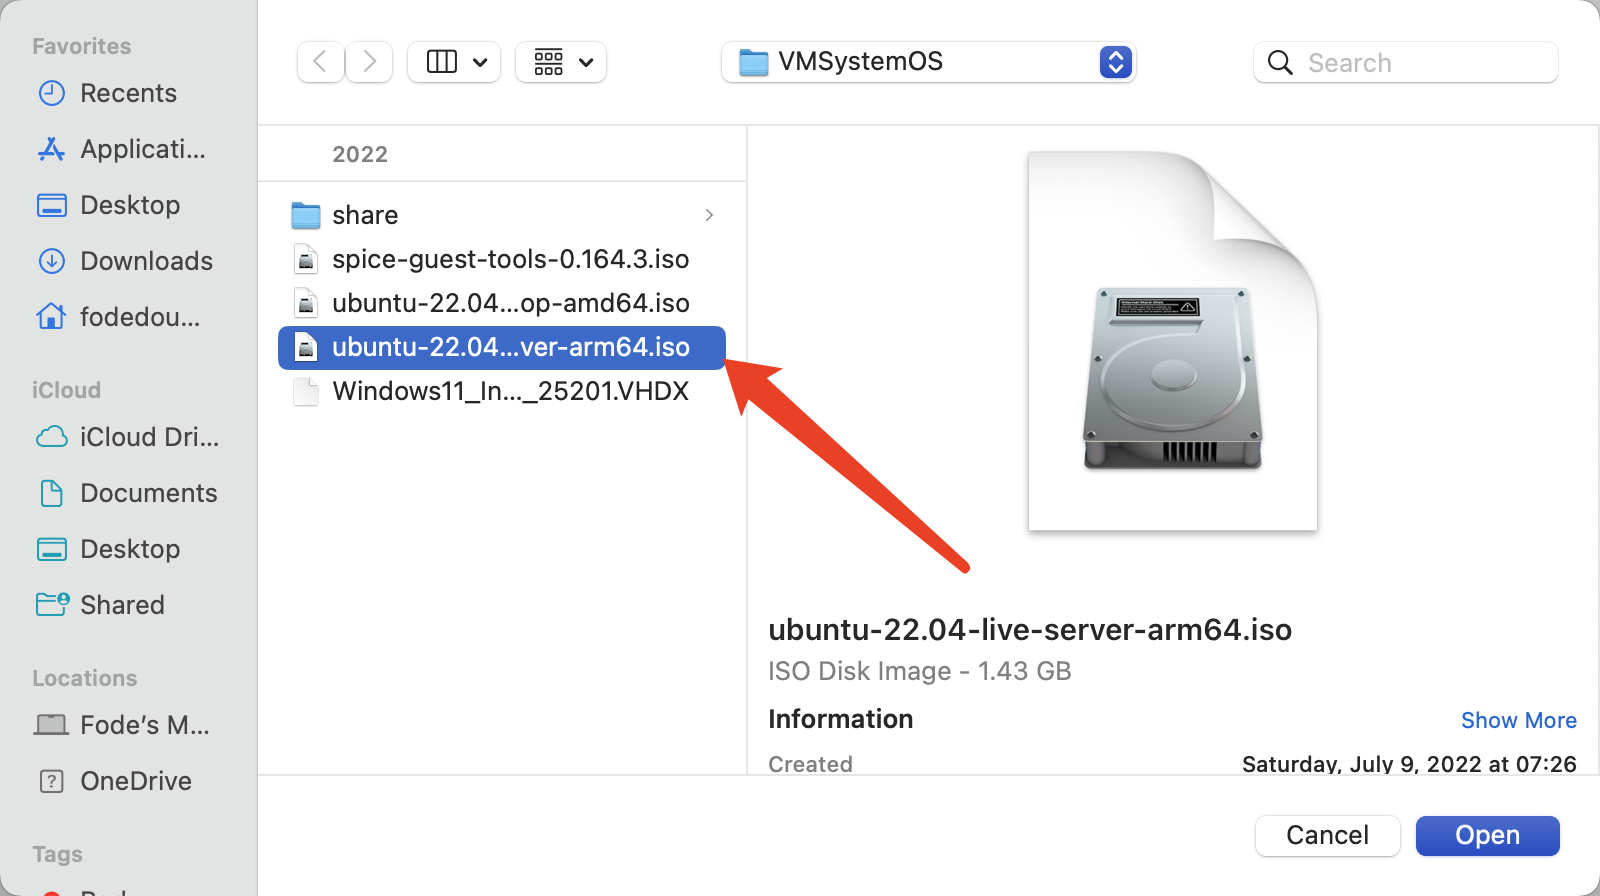 Favorites
Recents
Applicati...
Desktop
Downloads
fodedou...
iCloud
iCloud Dri...
Documents
Desktop
Shared
Locations
Fode's M...
OneDrive
Tags
VMSystemOS
Search
2022
share
spice-guest-tools-0.164.3.iso
ubuntu-22.04...op-amd64.iso
ubuntu-22.04...ver-arm64.iso
Windows11_In..._25201.VHDX
ubuntu-22.04-live-server-arm64.iso
ISO Disk Image - 1.43 GB
Information Show More
Created Saturday, July 9, 2022 at 07:26
Cancel Open